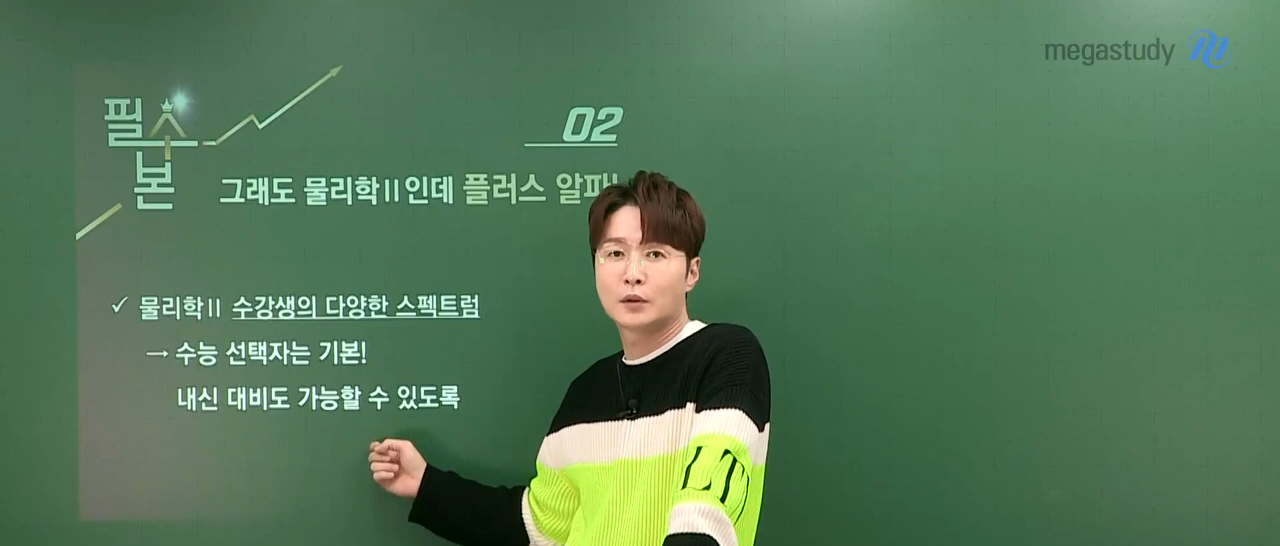 megastudy
필수
본
02
그래도 물리학Ⅱ인데 플러스 알파!
✓ 물리학Ⅱ 수강생의 다양한 스펙트럼
→ 수능 선택자는 기본!
내신 대비도 가능할 수 있도록